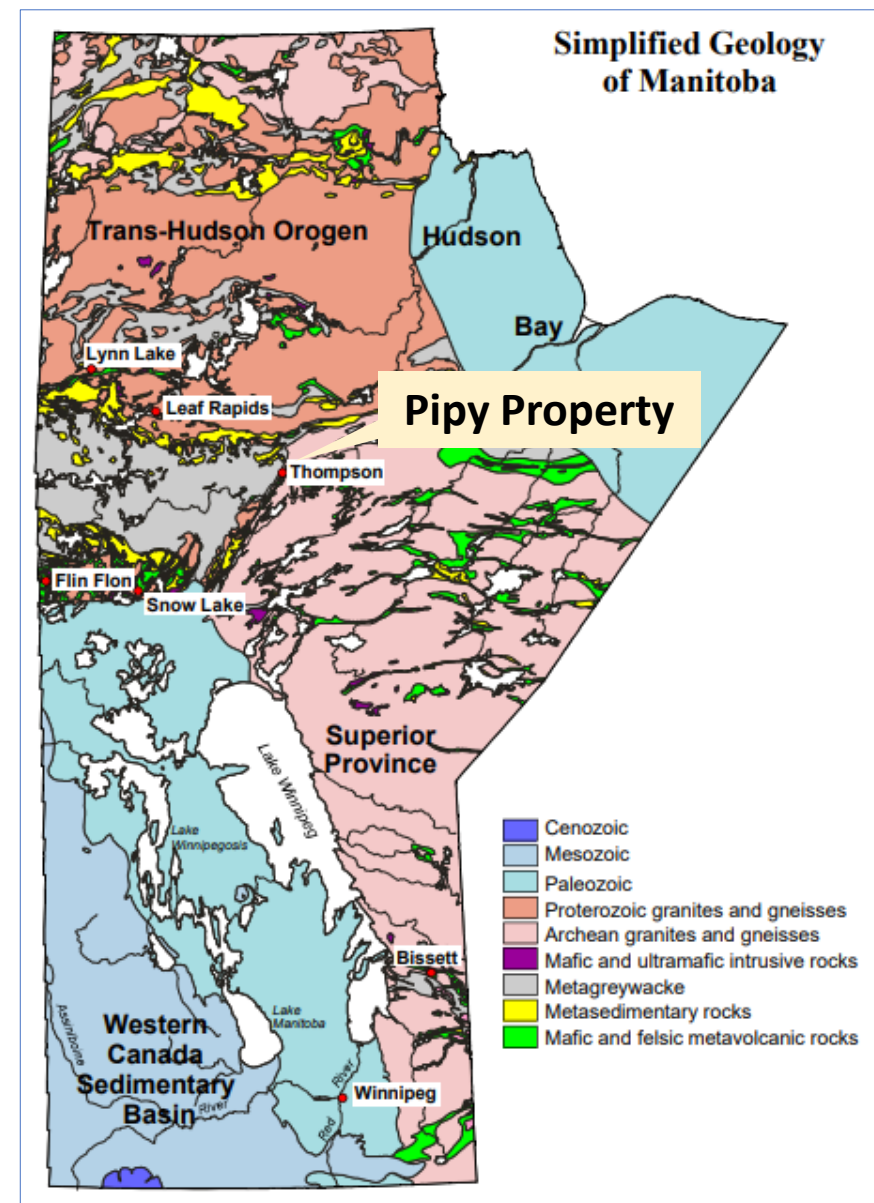 Simplified Geology
of Manitoba
Trans-Hudson Orogen
Hudson
Bay
Lynn Lake
Leaf Rapids
Pipy Property
Thompson
Flin Flon
Snow Lake
Superior
Province
Lake Winnipeg
Lake
Winnipegosis
Cenozoic
Mesozoic
Paleozoic
Proterozoic granites and gneisses
Archean granites and gneisses
Mafic and ultramafic intrusive rocks
Metagreywacke
Metasedimentary rocks
Mafic and felsic metavolcanic rocks
Bissett
Lake
Manitoba
Assiniboine
River
Western
Canada
Sedimentary
Basin
Red
River
Winnipeg